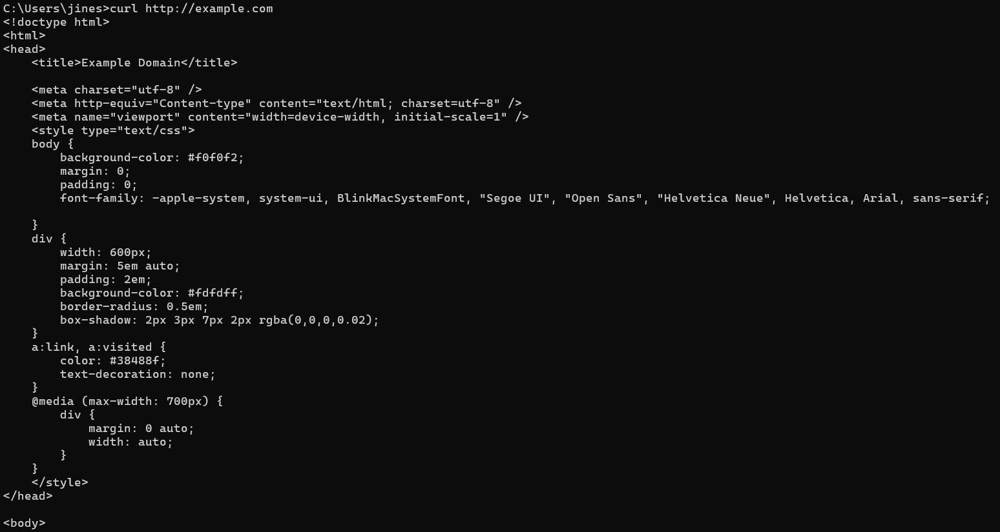 C:\Users\jines>curl http://example.com
<!doctype html>
<html>
<head>
    <title>Example Domain</title>

    <meta charset="utf-8" />
    <meta http-equiv="Content-type" content="text/html; charset=utf-8" />
    <meta name="viewport" content="width=device-width, initial-scale=1" />
    <style type="text/css">
    body {
        background-color: #f0f0f2;
        margin: 0;
        padding: 0;
        font-family: -apple-system, system-ui, BlinkMacSystemFont, "Segoe UI", "Open Sans", "Helvetica Neue", Helvetica, Arial, sans-serif;

    }
    div {
        width: 600px;
        margin: 5em auto;
        padding: 2em;
        background-color: #fdfdff;
        border-radius: 0.5em;
        box-shadow: 2px 3px 7px 2px rgba(0,0,0,0.02);
    }
    a:link, a:visited {
        color: #38488f;
        text-decoration: none;
    }
    @media (max-width: 700px) {
        div {
            margin: 0 auto;
            width: auto;
        }
    }
    </style>
</head>

<body>